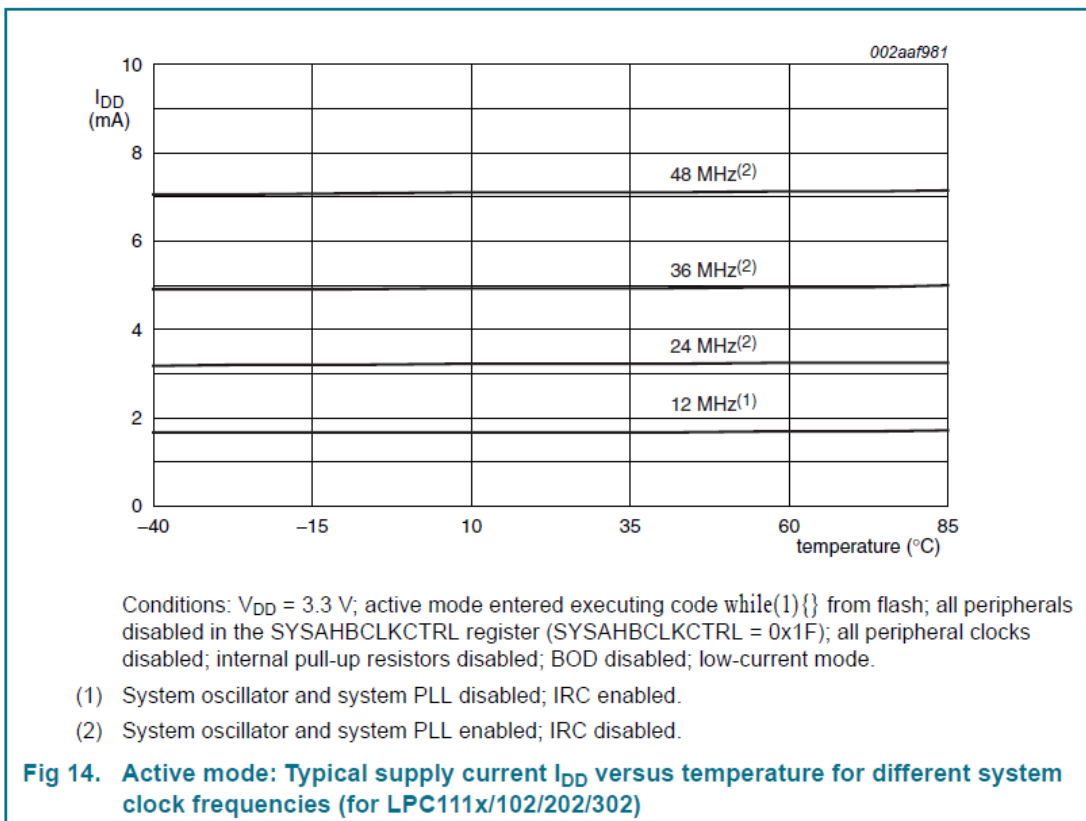 002aaf981
10
IDD
(mA)
8
48 MHz(2)
6
36 MHz(2)
4
24 MHz(2)
12 MHz(1)
2
0
−40 −15 10 35 60 85
temperature (°C)
Conditions: VDD = 3.3 V; active mode entered executing code while(1){} from flash; all peripherals
disabled in the SYSAHBCLKCTRL register (SYSAHBCLKCTRL = 0x1F); all peripheral clocks
disabled; internal pull-up resistors disabled; BOD disabled; low-current mode.
(1) System oscillator and system PLL disabled; IRC enabled.
(2) System oscillator and system PLL enabled; IRC disabled.
Fig 14. Active mode: Typical supply current IDD versus temperature for different system
clock frequencies (for LPC111x/102/202/302)